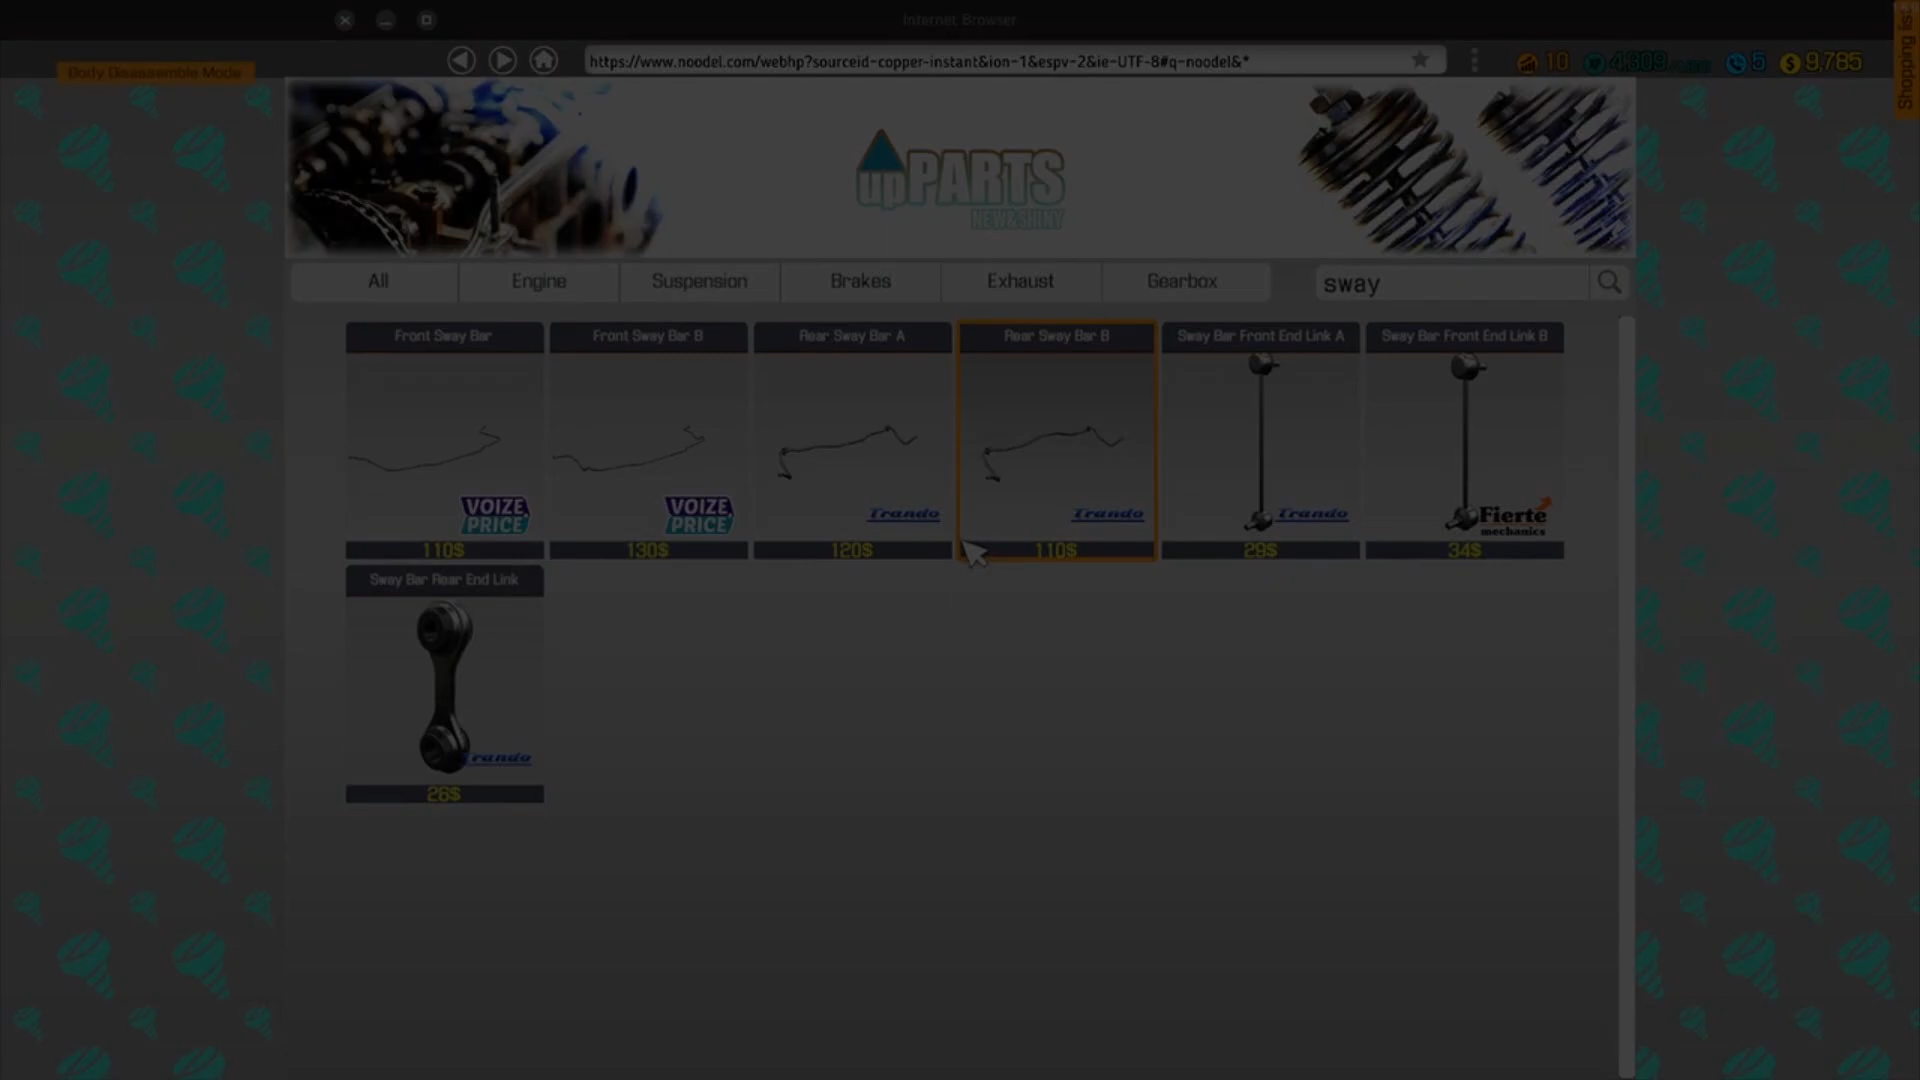 Internet Browser
Shopping list
Body Disassemble Mode
https://www.noodel.com/webhp?sourceid-copper-instant&ion-1&espv-2&ie-UTF-8#q-noodel&*
10
4,309
5
$ 9,785
upPARTS
NEW&SHINY
All
Engine
Suspension
Brakes
Exhaust
Gearbox
sway
Front Sway Bar
Front Sway Bar B
Rear Sway Bar A
Rear Sway Bar B
Sway Bar Front End Link A
Sway Bar Front End Link B
VOIZE PRICE
VOIZE PRICE
Trando
Trando
Trando
Fierte mechanics
110$
130$
120$
110$
29$
34$
Sway Bar Rear End Link
Trando
26$